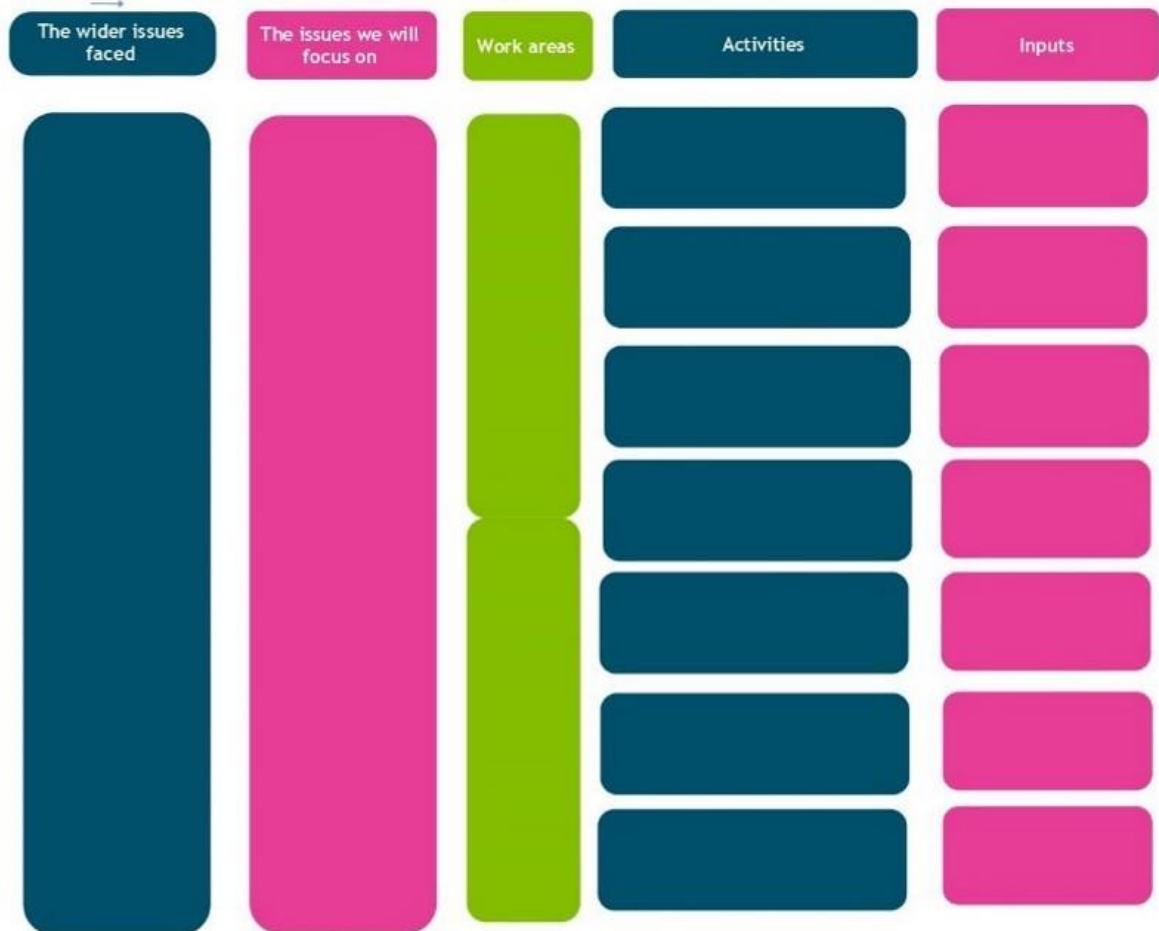 The wider issues
faced
The issues we will
focus on
Work areas
Activities
Inputs